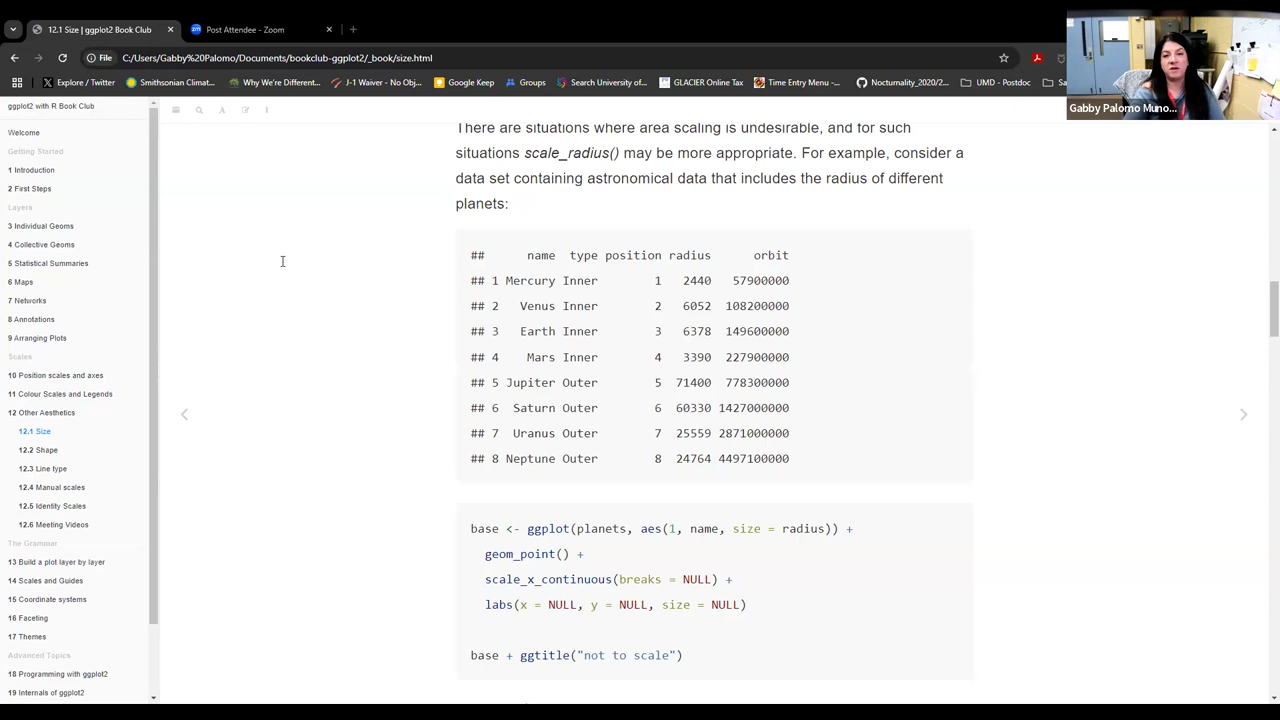 12.1 Size | ggplot2 Book Club
zm Post Attendee - Zoom
File C:/Users/Gabby%20Palomo/Documents/bookclub-ggplot2/_book/size.html
Explore / Twitter Smithsonian Climat... Why We're Different... J-1 Waiver - No Obj... Google Keep Groups Search University of... GLACIER Online Tax Time Entry Menu -... Nocturnality_2020/2... UMD - Postdoc
Gabby Palomo Muno...
ggplot2 with R Book Club
Welcome
Getting Started
1 Introduction
2 First Steps
Layers
3 Individual Geoms
4 Collective Geoms
5 Statistical Summaries
6 Maps
7 Networks
8 Annotations
9 Arranging Plots
Scales
10 Position scales and axes
11 Colour Scales and Legends
12 Other Aesthetics
12.1 Size
12.2 Shape
12.3 Line type
12.4 Manual scales
12.5 Identity Scales
12.6 Meeting Videos
The Grammar
13 Build a plot layer by layer
14 Scales and Guides
15 Coordinate systems
16 Faceting
17 Themes
Advanced Topics
18 Programming with ggplot2
19 Internals of ggplot2
There are situations where area scaling is undesirable, and for such
situations scale_radius() may be more appropriate. For example, consider a
data set containing astronomical data that includes the radius of different
planets:
## name type position radius orbit
## 1 Mercury Inner 1 2440 57900000
## 2 Venus Inner 2 6052 108200000
## 3 Earth Inner 3 6378 149600000
## 4 Mars Inner 4 3390 227900000
## 5 Jupiter Outer 5 71400 778300000
## 6 Saturn Outer 6 60330 1427000000
## 7 Uranus Outer 7 25559 2871000000
## 8 Neptune Outer 8 24764 4497100000
base <- ggplot(planets, aes(1, name, size = radius)) +
geom_point() +
scale_x_continuous(breaks = NULL) +
labs(x = NULL, y = NULL, size = NULL)
base + ggtitle("not to scale")